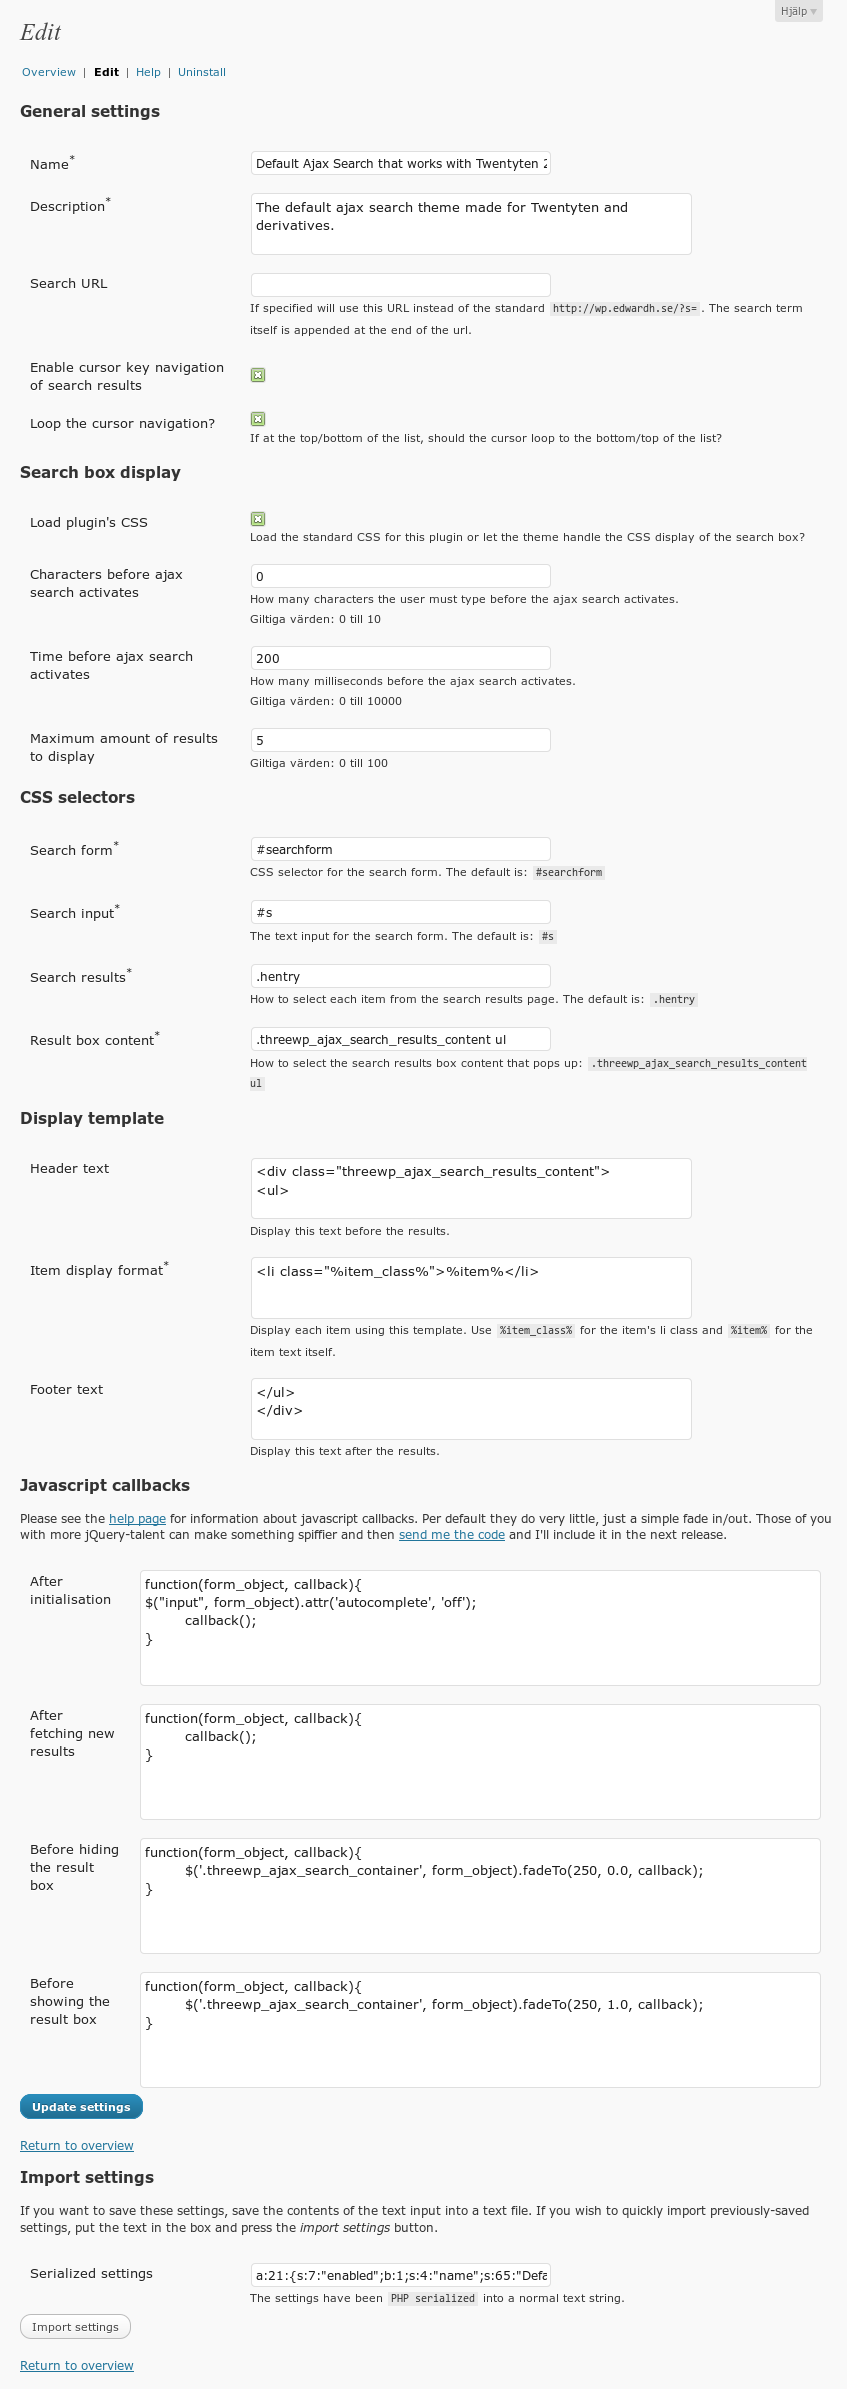 Hjälp
Edit
Overview | Edit | Help | Uninstall
General settings
Name*
Default Ajax Search that works with Twentyten
Description*
The default ajax search theme made for Twentyten and
derivatives.
Search URL
If specified will use this URL instead of the standard http://wp.edwardh.se/?s= . The search term
itself is appended at the end of the url.
Enable cursor key navigation
of search results
Loop the cursor navigation?
If at the top/bottom of the list, should the cursor loop to the bottom/top of the list?
Search box display
Load plugin's CSS
Load the standard CSS for this plugin or let the theme handle the CSS display of the search box?
Characters before ajax
search activates
0
How many characters the user must type before the ajax search activates.
Giltiga värden: 0 till 10
Time before ajax search
activates
200
How many milliseconds before the ajax search activates.
Giltiga värden: 0 till 10000
Maximum amount of results
to display
5
Giltiga värden: 0 till 100
CSS selectors
Search form*
#searchform
CSS selector for the search form. The default is: #searchform
Search input*
#s
The text input for the search form. The default is: #s
Search results*
.hentry
How to select each item from the search results page. The default is: .hentry
Result box content*
.threewp_ajax_search_results_content ul
How to select the search results box content that pops up: .threewp_ajax_search_results_content
ul
Display template
Header text
<div class="threewp_ajax_search_results_content">
<ul>
Display this text before the results.
Item display format*
<li class="%item_class%">%item%</li>
Display each item using this template. Use %item_class% for the item's li class and %item% for the
item text itself.
Footer text
</ul>
</div>
Display this text after the results.
Javascript callbacks
Please see the help page for information about javascript callbacks. Per default they do very little, just a simple fade in/out. Those of you
with more jQuery-talent can make something spiffier and then send me the code and I'll include it in the next release.
After
initialisation
function(form_object, callback){
$("input", form_object).attr('autocomplete', 'off');
callback();
}
After
fetching new
results
function(form_object, callback){
callback();
}
Before hiding
the result
box
function(form_object, callback){
$('.threewp_ajax_search_container', form_object).fadeTo(250, 0.0, callback);
}
Before
showing the
result box
function(form_object, callback){
$('.threewp_ajax_search_container', form_object).fadeTo(250, 1.0, callback);
}
Update settings
Return to overview
Import settings
If you want to save these settings, save the contents of the text input into a text file. If you wish to quickly import previously-saved
settings, put the text in the box and press the import settings button.
Serialized settings
a:21:{s:7:"enabled";b:1;s:4:"name";s:65:"Defa
The settings have been PHP serialized into a normal text string.
Import settings
Return to overview